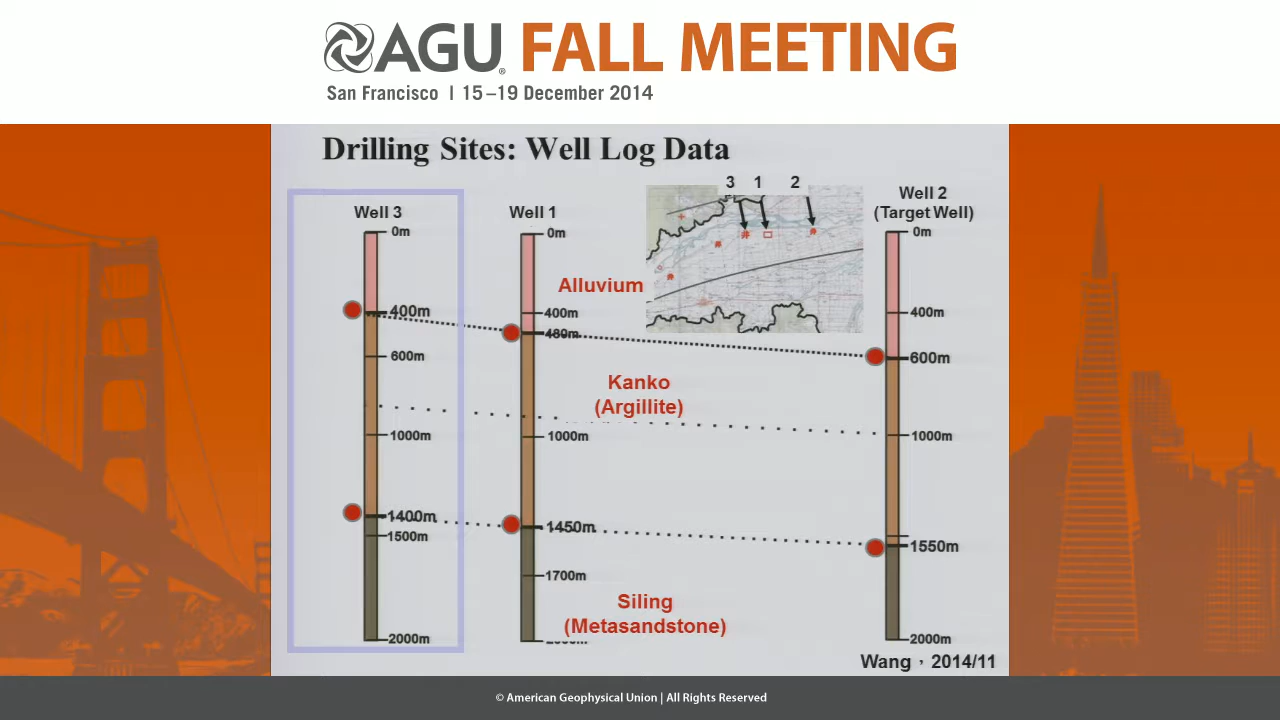 AGU® FALL MEETING
San Francisco | 15–19 December 2014
Drilling Sites: Well Log Data
3 1 2
Well 3
0m
400m
600m
1000m
1400m
1500m
2000m
Well 1
0m
400m
480m
1000m
1450m
1700m
Alluvium
Kanko
(Argillite)
Siling
(Metasandstone)
Well 2
(Target Well)
0m
400m
600m
1000m
1550m
2000m
Wang，2014/11
© American Geophysical Union | All Rights Reserved